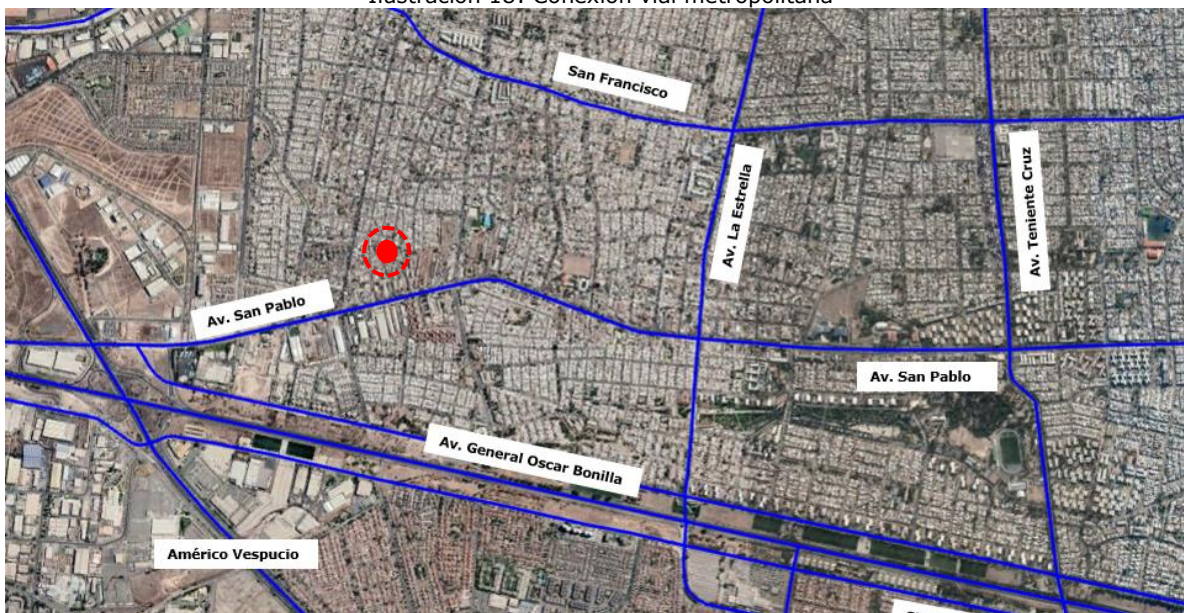 Ilustración 18: Conexión vial metropolitana
San Francisco
Av. La Estrella
Av. Teniente Cruz
Av. San Pablo
Av. San Pablo
Av. General Oscar Bonilla
Américo Vespucio